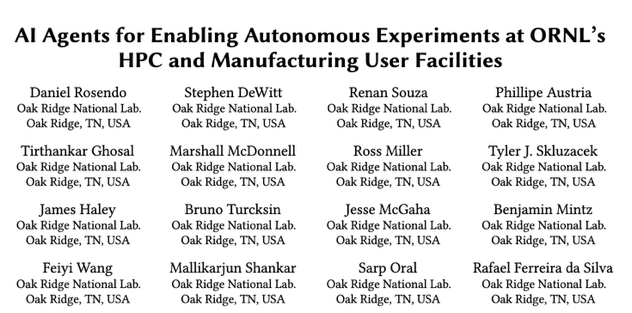 AI Agents for Enabling Autonomous Experiments at ORNL's
HPC and Manufacturing User Facilities
Daniel Rosendo Stephen DeWitt Renan Souza Phillipe Austria
Oak Ridge National Lab. Oak Ridge National Lab. Oak Ridge National Lab. Oak Ridge National Lab.
Oak Ridge, TN, USA Oak Ridge, TN, USA Oak Ridge, TN, USA Oak Ridge, TN, USA
Tirthankar Ghosal Marshall McDonnell Ross Miller Tyler J. Skluzacek
Oak Ridge National Lab. Oak Ridge National Lab. Oak Ridge National Lab. Oak Ridge National Lab.
Oak Ridge, TN, USA Oak Ridge, TN, USA Oak Ridge, TN, USA Oak Ridge, TN, USA
James Haley Bruno Turcksin Jesse McGaha Benjamin Mintz
Oak Ridge National Lab. Oak Ridge National Lab. Oak Ridge National Lab. Oak Ridge National Lab.
Oak Ridge, TN, USA Oak Ridge, TN, USA Oak Ridge, TN, USA Oak Ridge, TN, USA
Feiyi Wang Mallikarjun Shankar Sarp Oral Rafael Ferreira da Silva
Oak Ridge National Lab. Oak Ridge National Lab. Oak Ridge National Lab. Oak Ridge National Lab.
Oak Ridge, TN, USA Oak Ridge, TN, USA Oak Ridge, TN, USA Oak Ridge, TN, USA